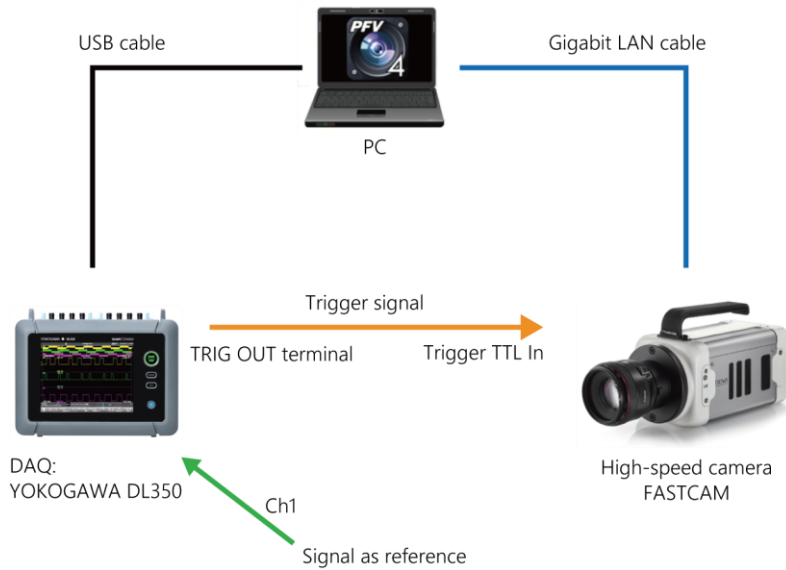 USB cable
Gigabit LAN cable
PFV
4
PC
Trigger signal
TRIG OUT terminal
Trigger TTL In
DAQ:
YOKOGAWA DL350
High-speed camera
FASTCAM
Ch1
Signal as reference